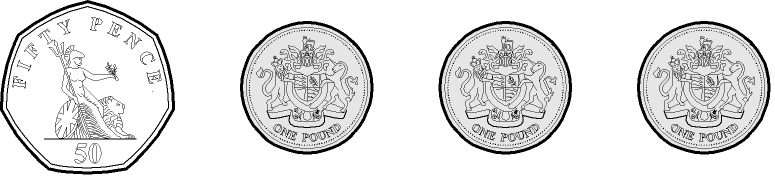 FIFTY PENCE
50
ONE POUND
ONE POUND
ONE POUND